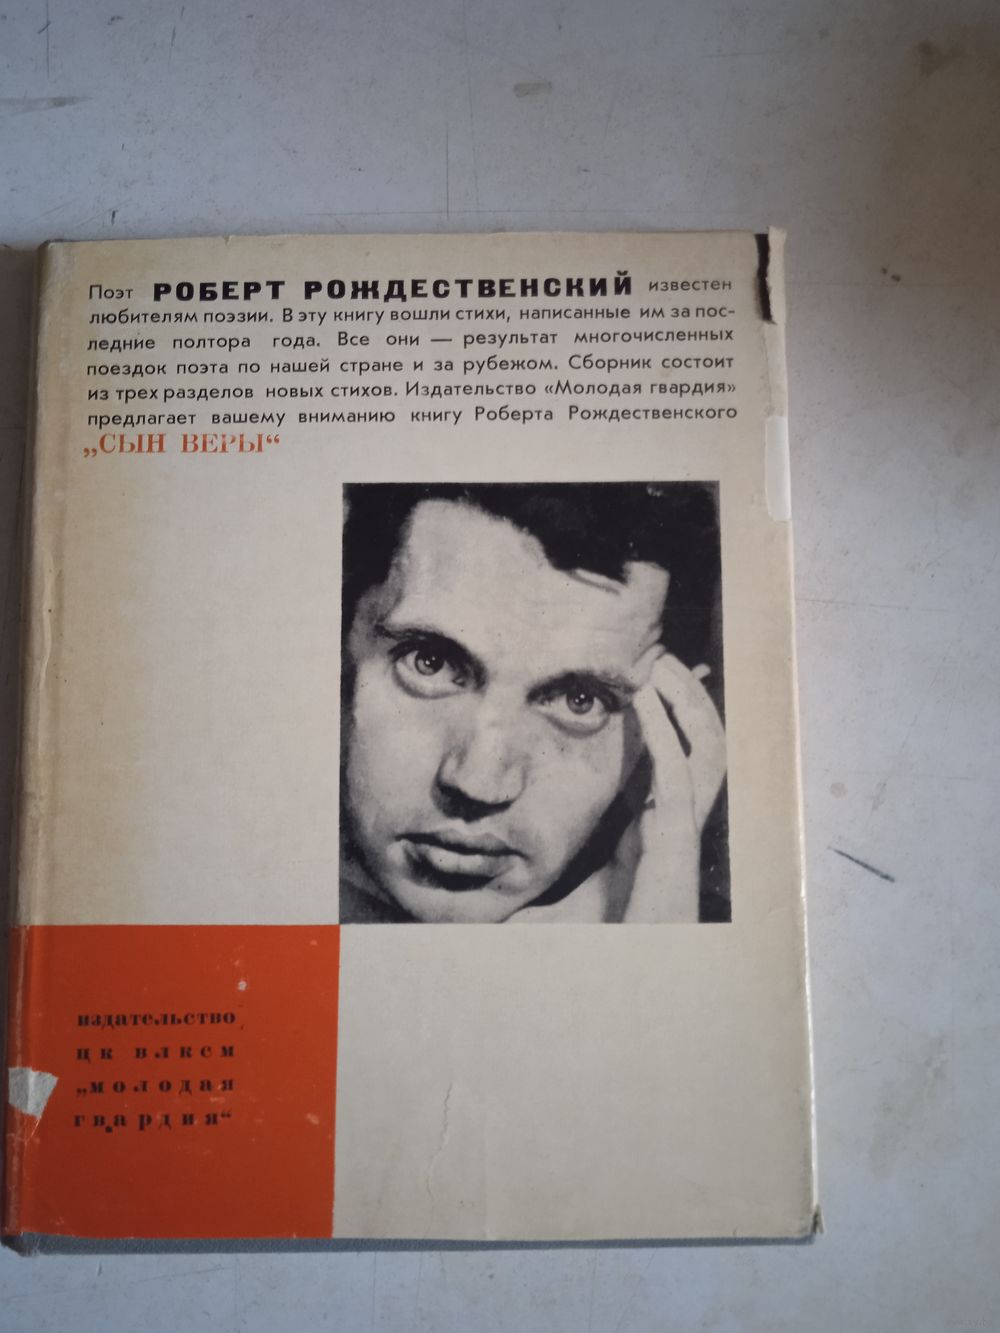 Поэт РОБЕРТ РОЖДЕСТВЕНСКИЙ известен
любителям поэзии. В эту книгу вошли стихи, написанные им за пос-
ледние полтора года. Все они — результат многочисленных
поездок поэта по нашей стране и за рубежом. Сборник состоит
из трех разделов новых стихов. Издательство «Молодая гвардия»
предлагает вашему вниманию книгу Роберта Рождественского
„СЫН ВЕРЫ“
издательство
цк влксм
„молодая
гвардия“